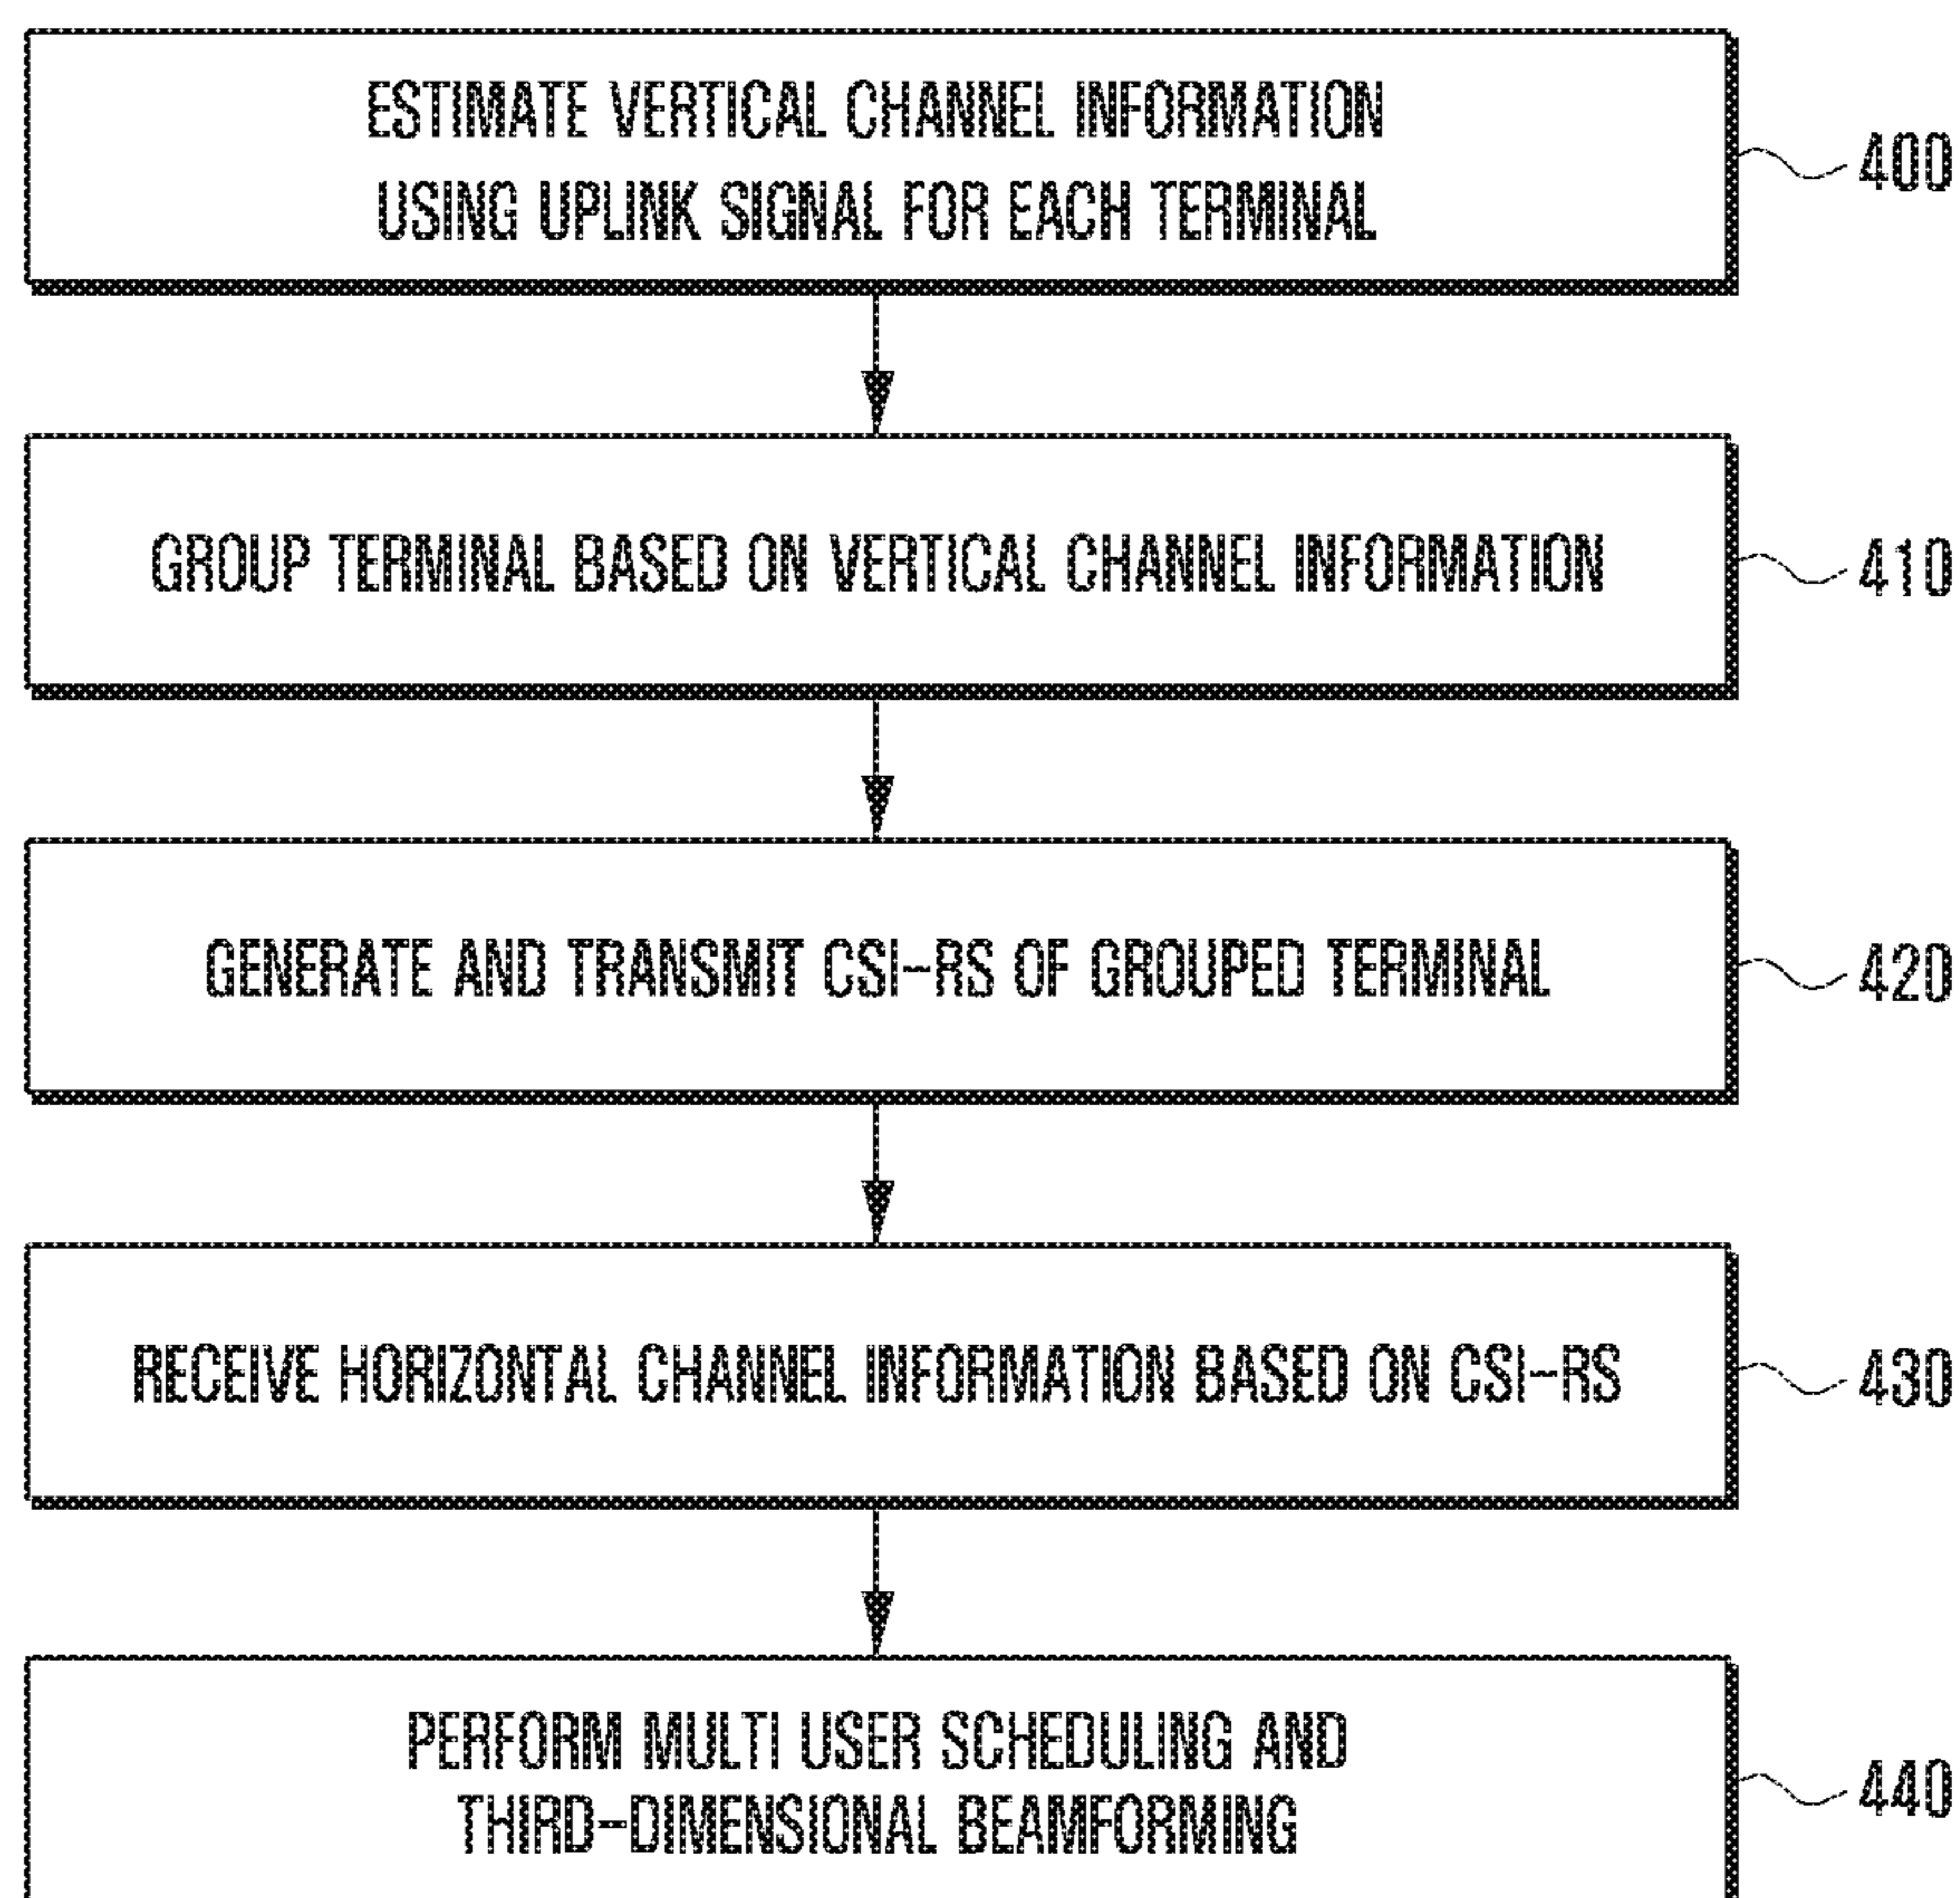 ESTIMATE VERTICAL CHANNEL INFORMATION
USING UPLINK SIGNAL FOR EACH TERMINAL
400
GROUP TERMINAL BASED ON VERTICAL CHANNEL INFORMATION
410
GENERATE AND TRANSMIT CSI-RS OF GROUPED TERMINAL
420
RECEIVE HORIZONTAL CHANNEL INFORMATION BASED ON CSI-RS
430
PERFORM MULTI USER SCHEDULING AND
THIRD-DIMENSIONAL BEAMFORMING
440